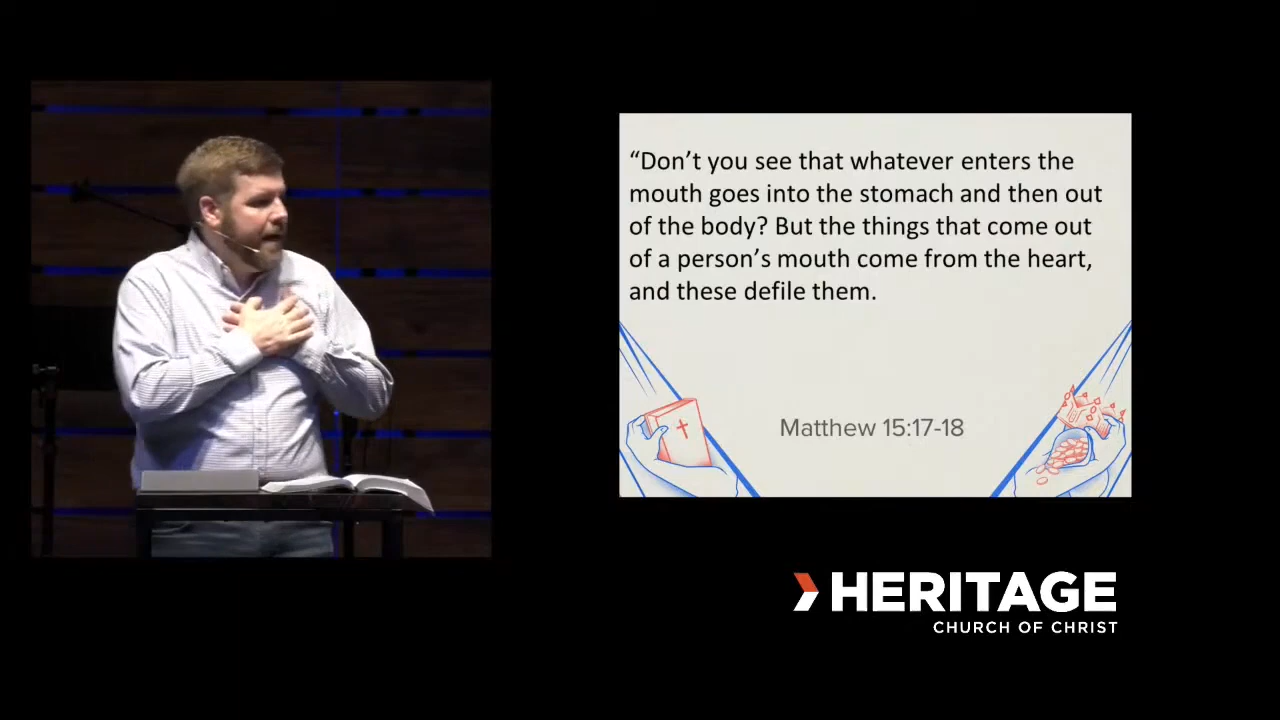 “Don’t you see that whatever enters the
mouth goes into the stomach and then out
of the body? But the things that come out
of a person’s mouth come from the heart,
and these defile them.
Matthew 15:17-18
HERITAGE
CHURCH OF CHRIST